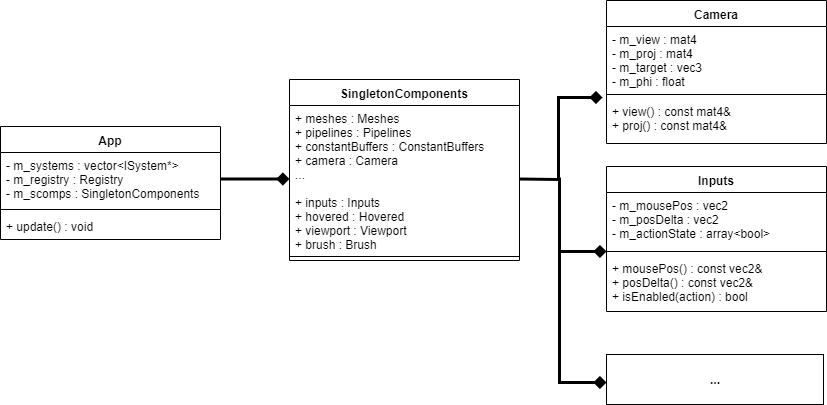 App
- m_systems : vector<ISystem*>
- m_registry : Registry
- m_scomps : SingletonComponents
+ update() : void
SingletonComponents
+ meshes : Meshes
+ pipelines : Pipelines
+ constantBuffers : ConstantBuffers
+ camera : Camera
...
+ inputs : Inputs
+ hovered : Hovered
+ viewport : Viewport
+ brush : Brush
Camera
- m_view : mat4
- m_proj : mat4
- m_target : vec3
- m_phi : float
+ view() : const mat4&
+ proj() : const mat4&
Inputs
- m_mousePos : vec2
- m_posDelta : vec2
- m_actionState : array<bool>
+ mousePos() : const vec2&
+ posDelta() : const vec2&
+ isEnabled(action) : bool
...